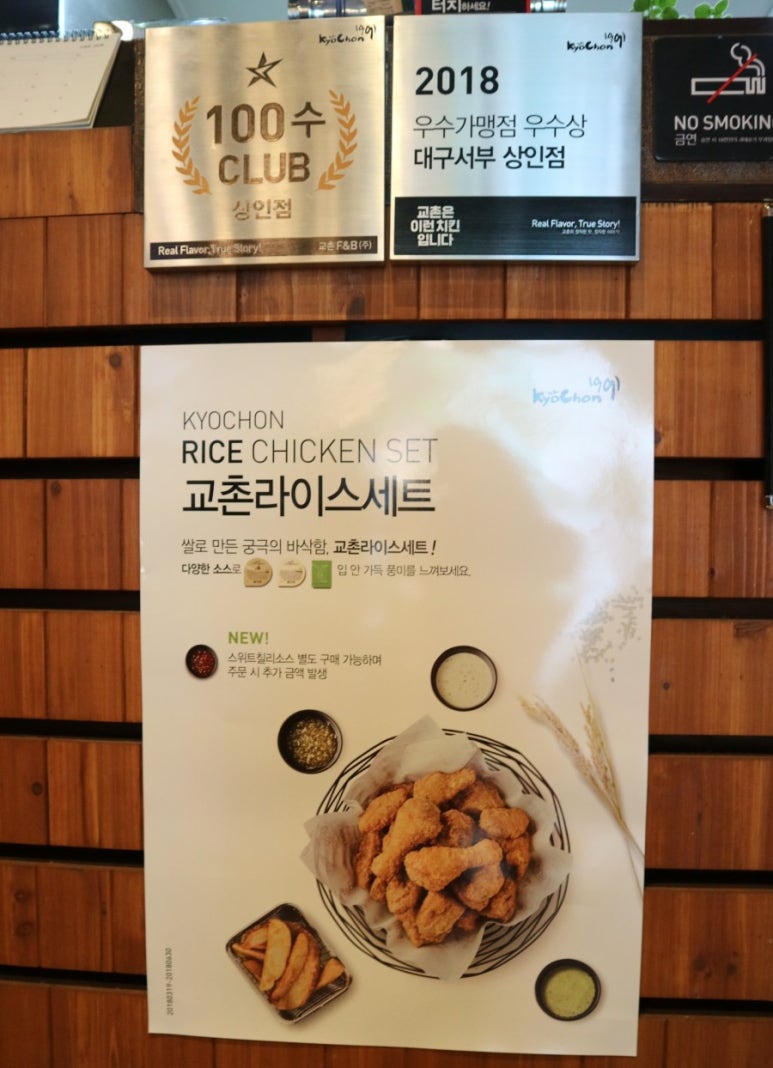 터지하세요!
KyoChon 1991
100수
CLUB
상인점
Real Flavor, True Story!
교촌 F&B (주)
KyoChon 1991
2018
우수가맹점 우수상
대구서부 상인점
교촌은
이런 치킨
입니다
Real Flavor, True Story!
NO SMOKING
금연
KyoChon 1991
KYOCHON
RICE CHICKEN SET
교촌라이스세트
쌀로 만든 궁극의 바삭함, 교촌라이스세트!
다양한 소스로 입 안 가득 풍미를 느껴보세요.
NEW!
스위트칠리소스 별도 구매 가능하며
주문 시 추가 금액 발생
20180319-20180630